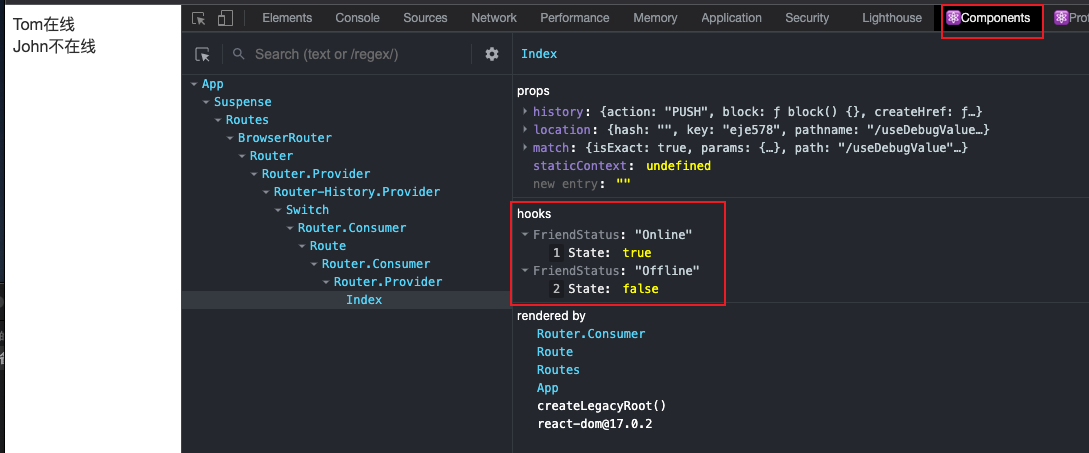 Tom在线
John不在线
Elements Console Sources Network Performance Memory Application Security Lighthouse Components
Search (text or /regex/)
App
Suspense
Routes
BrowserRouter
Router
Router.Provider
Router-History.Provider
Switch
Router.Consumer
Route
Router.Consumer
Router.Provider
Index
Index
props
history: {action: "PUSH", block: ƒ block() {}, createHref: ƒ…}
location: {hash: "", key: "eje578", pathname: "/useDebugValue…}
match: {isExact: true, params: {…}, path: "/useDebugValue"…}
staticContext: undefined
new entry: ""
hooks
FriendStatus: "Online"
1 State: true
FriendStatus: "Offline"
2 State: false
rendered by
Router.Consumer
Route
Routes
App
createLegacyRoot()
react-dom@17.0.2